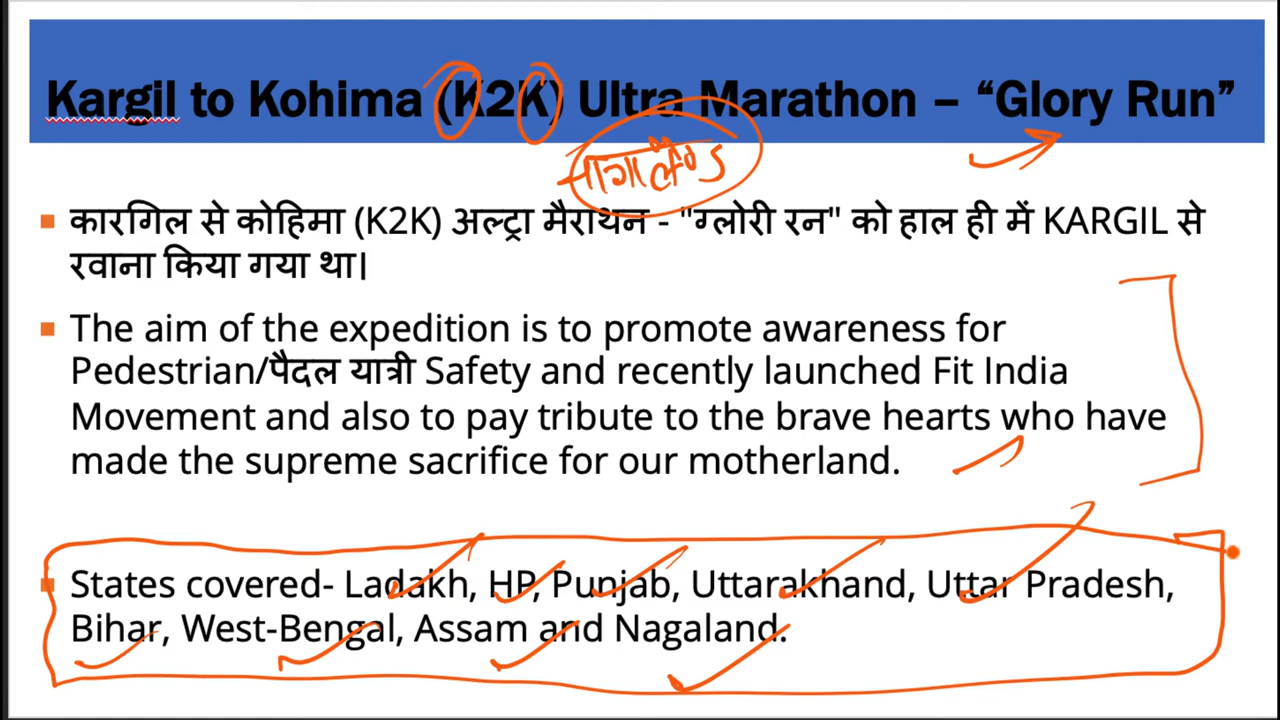 Kargil to Kohima (K2K) Ultra Marathon – “Glory Run”
नागालैण्ड
कारगिल से कोहिमा (K2K) अल्ट्रा मैराथन - "ग्लोरी रन" को हाल ही में KARGIL से
रवाना किया गया था।
The aim of the expedition is to promote awareness for
Pedestrian/पैदल यात्री Safety and recently launched Fit India
Movement and also to pay tribute to the brave hearts who have
made the supreme sacrifice for our motherland.
States covered- Ladakh, HP, Punjab, Uttarakhand, Uttar Pradesh,
Bihar, West-Bengal, Assam and Nagaland.